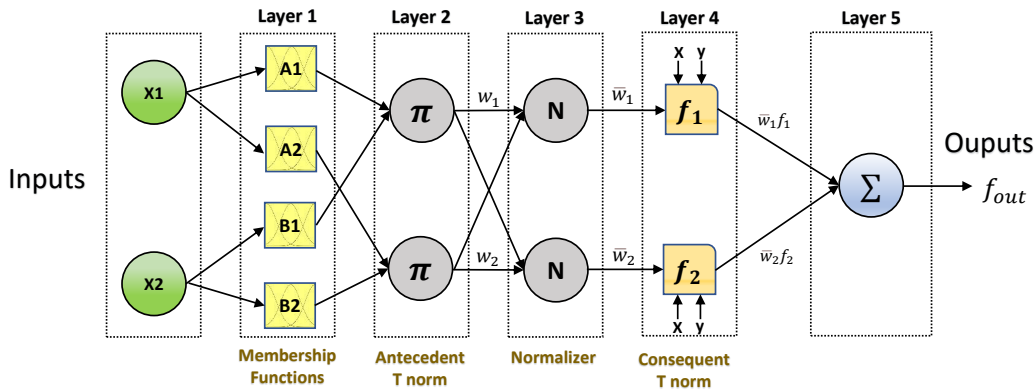 Layer 1
Layer 2
Layer 3
Layer 4
Layer 5
Inputs
X1
X2
A1
A2
B1
B2
π
π
w₁
w₂
N
N
w̅₁
w̅₂
x y
f₁
f₂
x y
w̅₁f₁
w̅₂f₂
Σ
Ouputs
f_out
Membership
Functions
Antecedent
T norm
Normalizer
Consequent
T norm